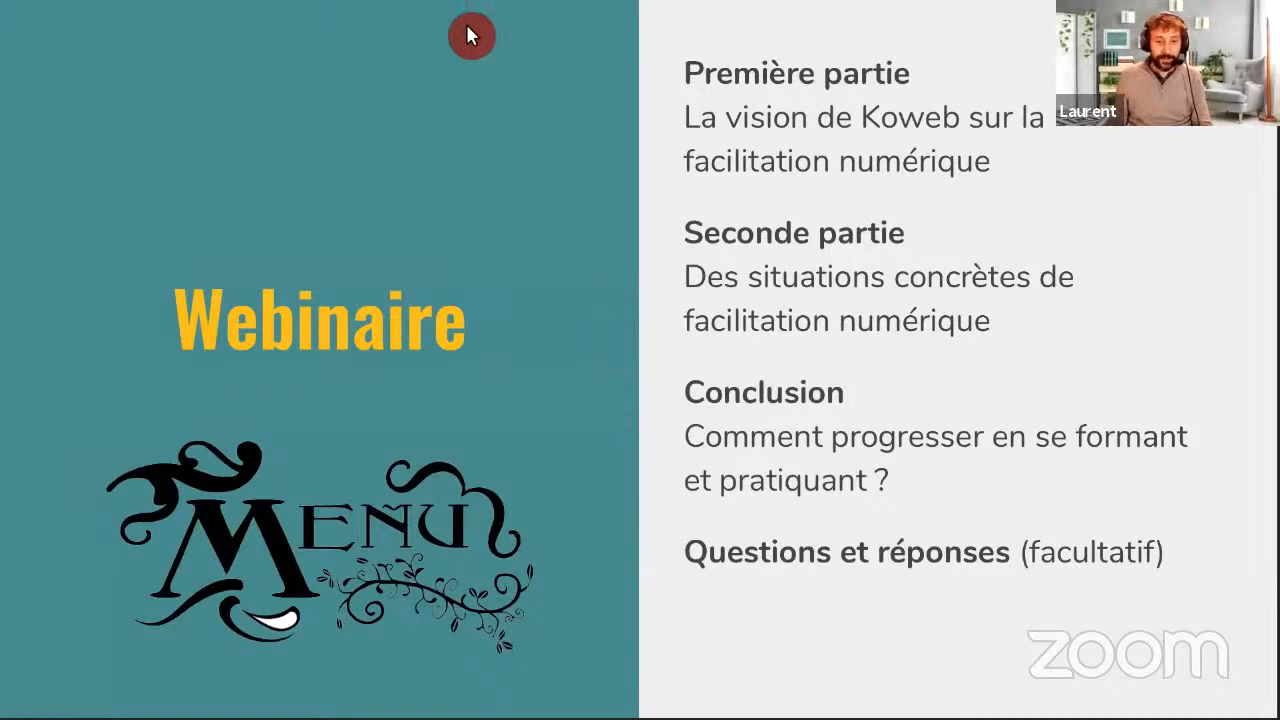 Webinaire
MENU
Première partie
La vision de Koweb sur la
facilitation numérique
Seconde partie
Des situations concrètes de
facilitation numérique
Conclusion
Comment progresser en se formant
et pratiquant ?
Questions et réponses (facultatif)
Laurent
zoom